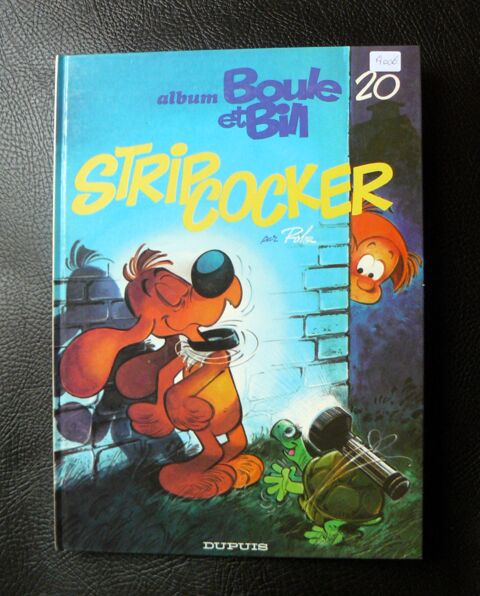 album Boule
et Bill
20
STRIP COCKER
par Roba
DUPUIS